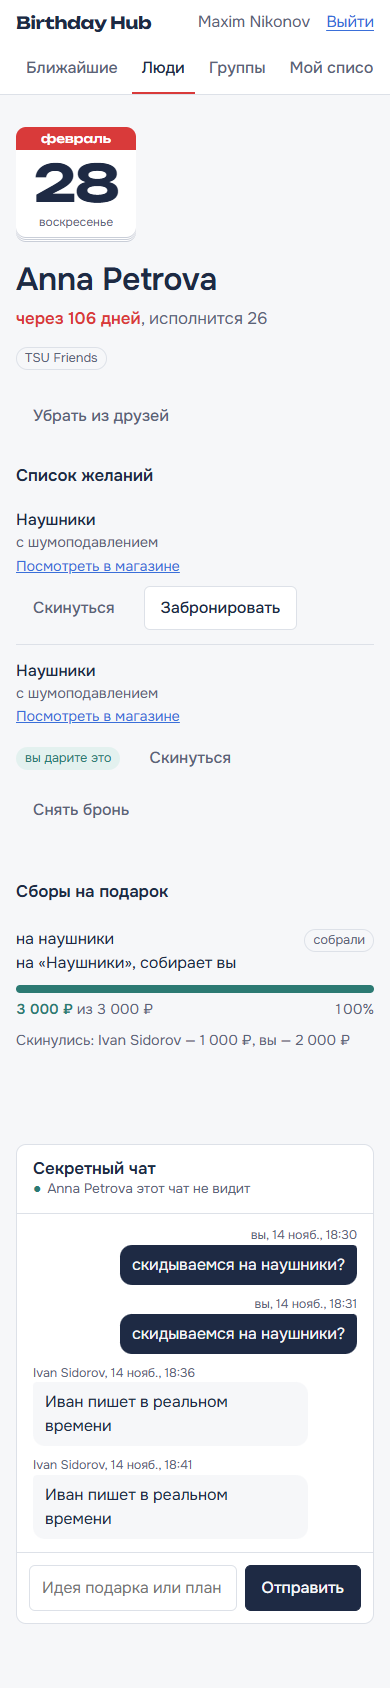 Birthday Hub
Maxim Nikonov
Выйти
Ближайшие
Люди
Группы
Мой списо
февраль
28
воскресенье
Anna Petrova
через 106 дней, исполнится 26
TSU Friends
Убрать из друзей
Список желаний
Наушники
с шумоподавлением
Посмотреть в магазине
Скинуться
Забронировать
Наушники
с шумоподавлением
Посмотреть в магазине
вы дарите это
Скинуться
Снять бронь
Сборы на подарок
на наушники
собрали
на «Наушники», собирает вы
3 000 ₽ из 3 000 ₽
100%
Скинулись: Ivan Sidorov — 1 000 ₽, вы — 2 000 ₽
Секретный чат
Anna Petrova этот чат не видит
вы, 14 нояб., 18:30
скидываемся на наушники?
вы, 14 нояб., 18:31
скидываемся на наушники?
Ivan Sidorov, 14 нояб., 18:36
Иван пишет в реальном
времени
Ivan Sidorov, 14 нояб., 18:41
Иван пишет в реальном
времени
Идея подарка или план
Отправить